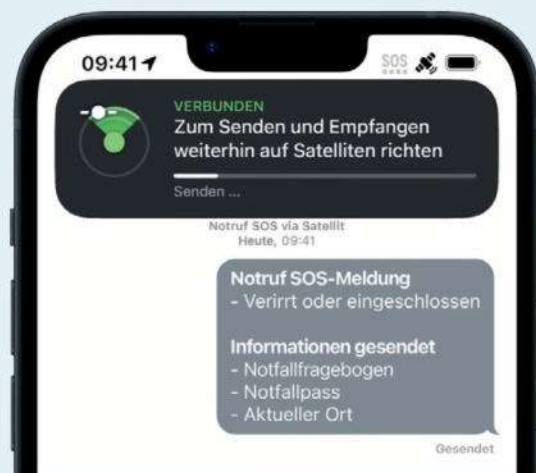 09:41
SOS
VERBUNDEN
Zum Senden und Empfangen
weiterhin auf Satelliten richten
Senden ...
Notruf SOS via Satellit
Heute, 09:41
Notruf SOS-Meldung
- Verirrt oder eingeschlossen
Informationen gesendet
- Notfallfragebogen
- Notfallpass
- Aktueller Ort
Gesendet